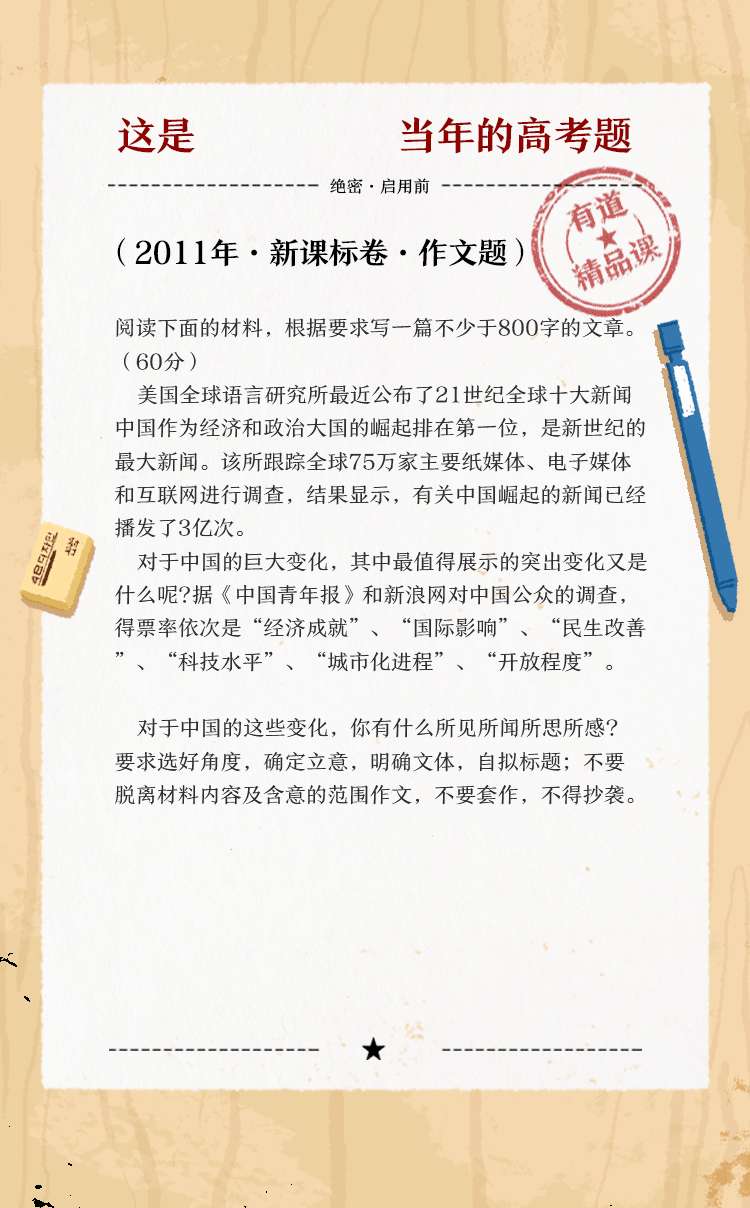 这是 当年的高考题
绝密·启用前
(2011年·新课标卷·作文题)
有道
精品课
阅读下面的材料，根据要求写一篇不少于800字的文章。
(60分)
美国全球语言研究所最近公布了21世纪全球十大新闻
中国作为经济和政治大国的崛起排在第一位，是新世纪的
最大新闻。该所跟踪全球75万家主要纸媒体、电子媒体
和互联网进行调查，结果显示，有关中国崛起的新闻已经
播发了3亿次。
对于中国的巨大变化，其中最值得展示的突出变化又是
什么呢?据《中国青年报》和新浪网对中国公众的调查，
得票率依次是“经济成就”、“国际影响”、“民生改善
”、“科技水平”、“城市化进程”、“开放程度”。
对于中国的这些变化，你有什么所见所闻所思所感?
要求选好角度，确定立意，明确文体，自拟标题；不要
脱离材料内容及含意的范围作文，不要套作，不得抄袭。